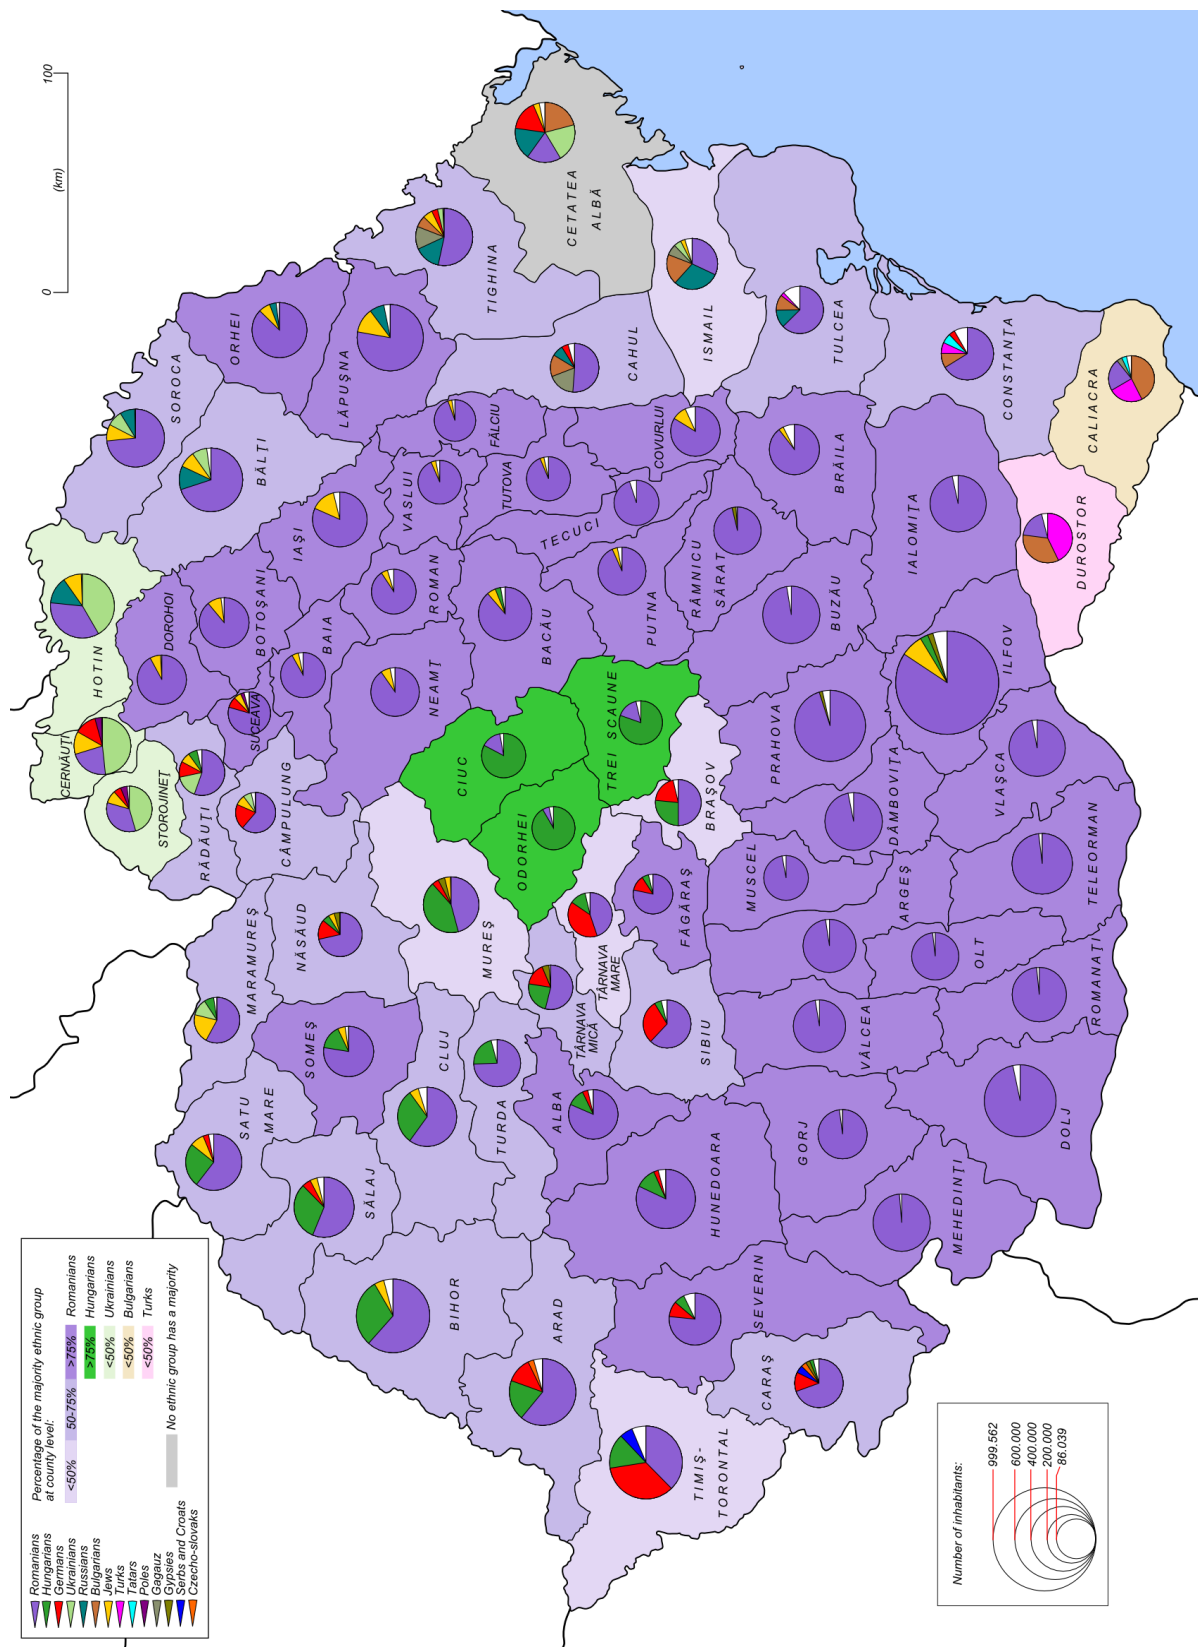 Romanians
Hungarians
Germans
Ukrainians
Russians
Bulgarians
Jews
Turks
Tatars
Poles
Gagauz
Gypsies
Serbs and Croats
Czecho-slovaks
Percentage of the majority ethnic group
at county level:
<50%
50-75%
>75%
Romanians
>75%
Hungarians
<50%
Ukrainians
<50%
Bulgarians
<50%
Turks
No ethnic group has a majority
0
(km)
100
HOTIN
CERNĂUȚI
STOROJINEȚ
RĂDĂUȚI
SUCEAVA
CÂMPULUNG
DOROHOI
BOTOȘANI
SOROCA
BĂLȚI
ORHEI
LĂPUȘNA
TIGHINA
CETATEA
ALBĂ
CAHUL
ISMAIL
IAȘI
BAIA
ROMAN
VASLUI
FĂLCIU
TUTOVA
TECUCI
COVURLUI
NEAMȚ
BACĂU
PUTNA
RÂMNICU
SĂRAT
BRĂILA
TULCEA
CONSTANȚA
CALIACRA
DUROSTOR
IALOMIȚA
BUZĂU
ILFOV
PRAHOVA
DÂMBOVIȚA
VLAȘCA
TELEORMAN
MUSCEL
ARGEȘ
OLT
ROMANAȚI
VÂLCEA
DOLJ
GORJ
MEHEDINȚI
MARAMUREȘ
NĂSĂUD
MUREȘ
CIUC
ODORHEI
TREI SCAUNE
BRAȘOV
FĂGĂRAȘ
TÂRNAVA
MARE
TÂRNAVA
MICĂ
SIBIU
SATU
MARE
SOMEȘ
CLUJ
TURDA
ALBA
SĂLAJ
HUNEDOARA
BIHOR
ARAD
SEVERIN
CARAȘ
TIMIȘ-
TORONTAL
Number of inhabitants:
999.562
600.000
400.000
200.000
86.039